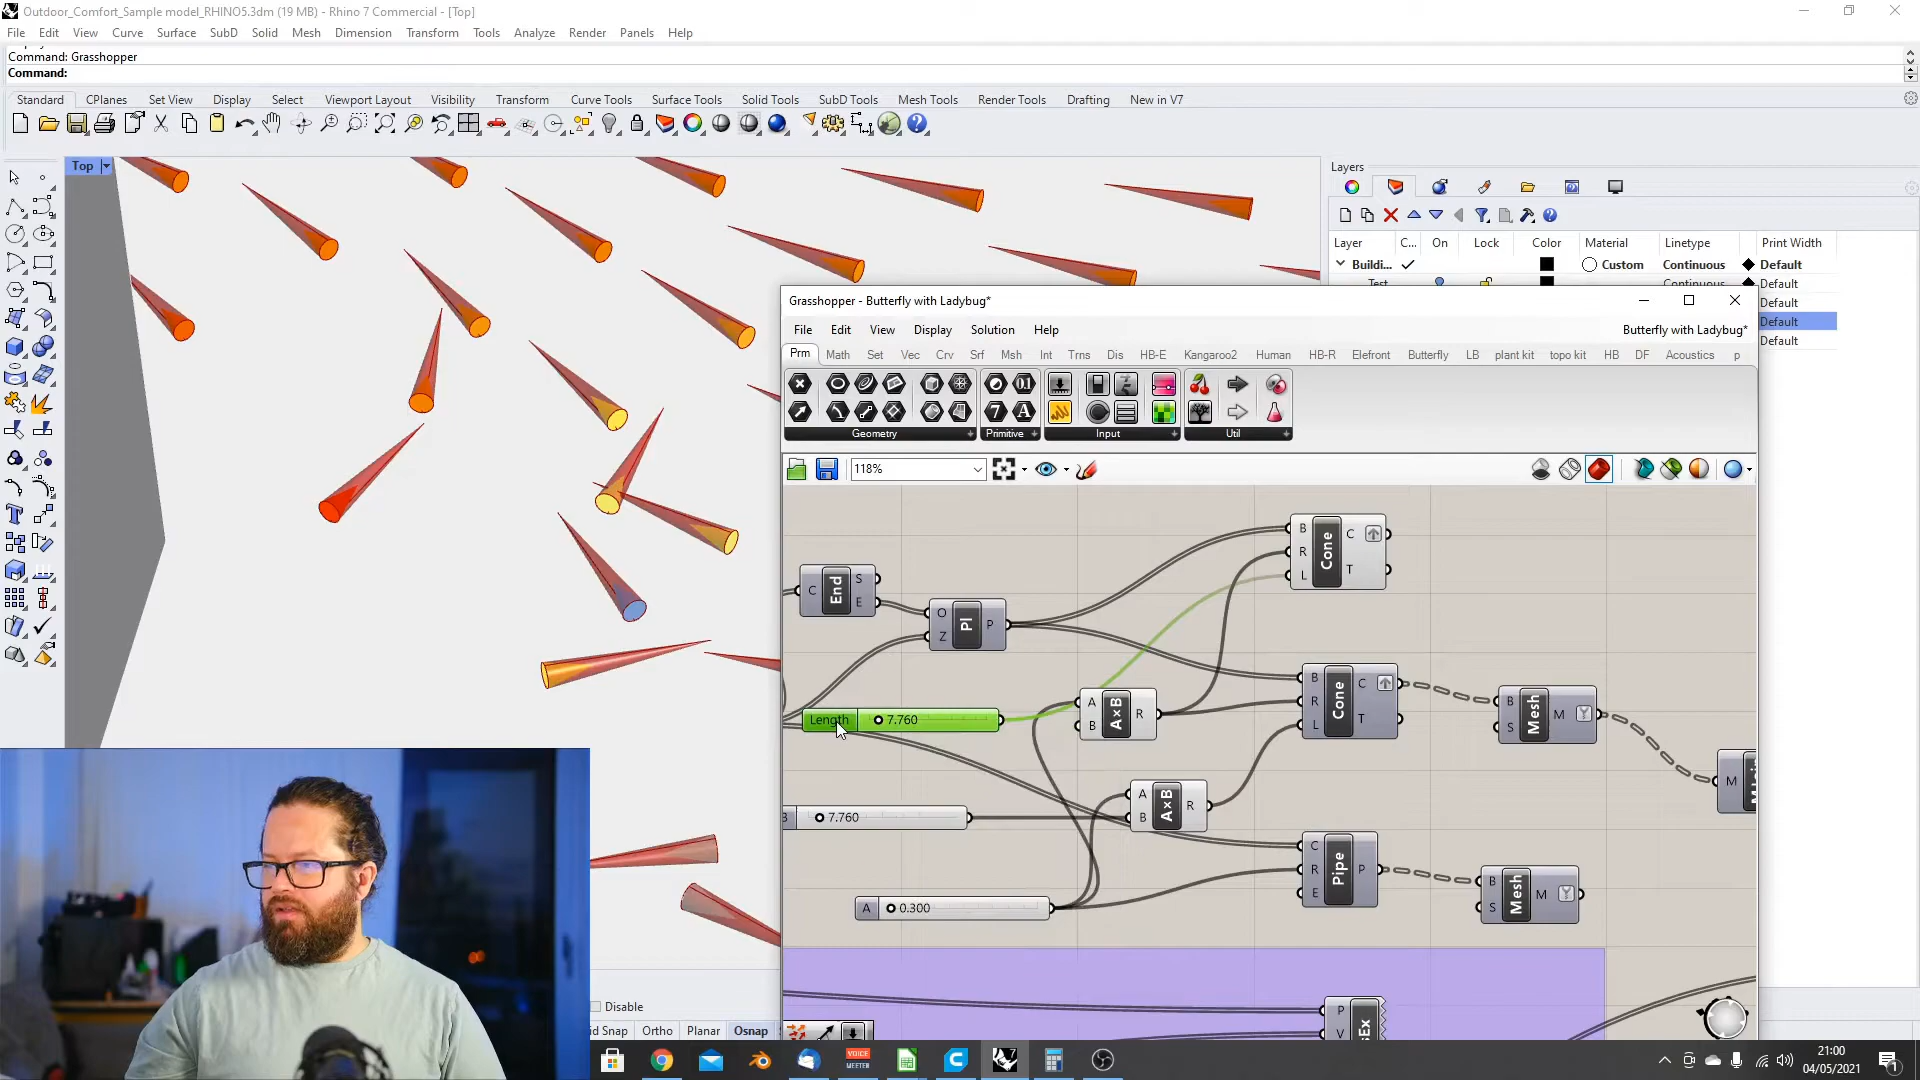 Outdoor_Comfort_Sample model_RHINO5.3dm (19 MB) - Rhino 7 Commercial - [Top]
File Edit View Curve Surface SubD Solid Mesh Dimension Transform Tools Analyze Render Panels Help
Command: Grasshopper
Command:
Standard CPlanes Set View Display Select Viewport Layout Visibility Transform Curve Tools Surface Tools Solid Tools SubD Tools Mesh Tools Render Tools Drafting New in V7
Top
Layers
Layer C... On Lock Color Material Linetype Print Width
Buildi... Custom Continuous Default
Default
Default
Default
Default
Grasshopper - Butterfly with Ladybug*
File Edit View Display Solution Help Butterfly with Ladybug*
Prm Math Set Vec Crv Srf Msh Int Trns Dis HB-E Kangaroo2 Human HB-R Elefront Butterfly LB plant kit topo kit HB DF Acoustics p
Geometry Primitive Input Util
118%
B R L Cone C T
C End S E
O Z Pl P
B R L Cone C T
Length 7.760
A B A×B R
B S Mesh M
M
7.760
A B A×B R
C R E Pipe P
B S Mesh M
A 0.300
P V
Disable
id Snap Ortho Planar Osnap
VOICE MEETER
21:00
04/05/2021